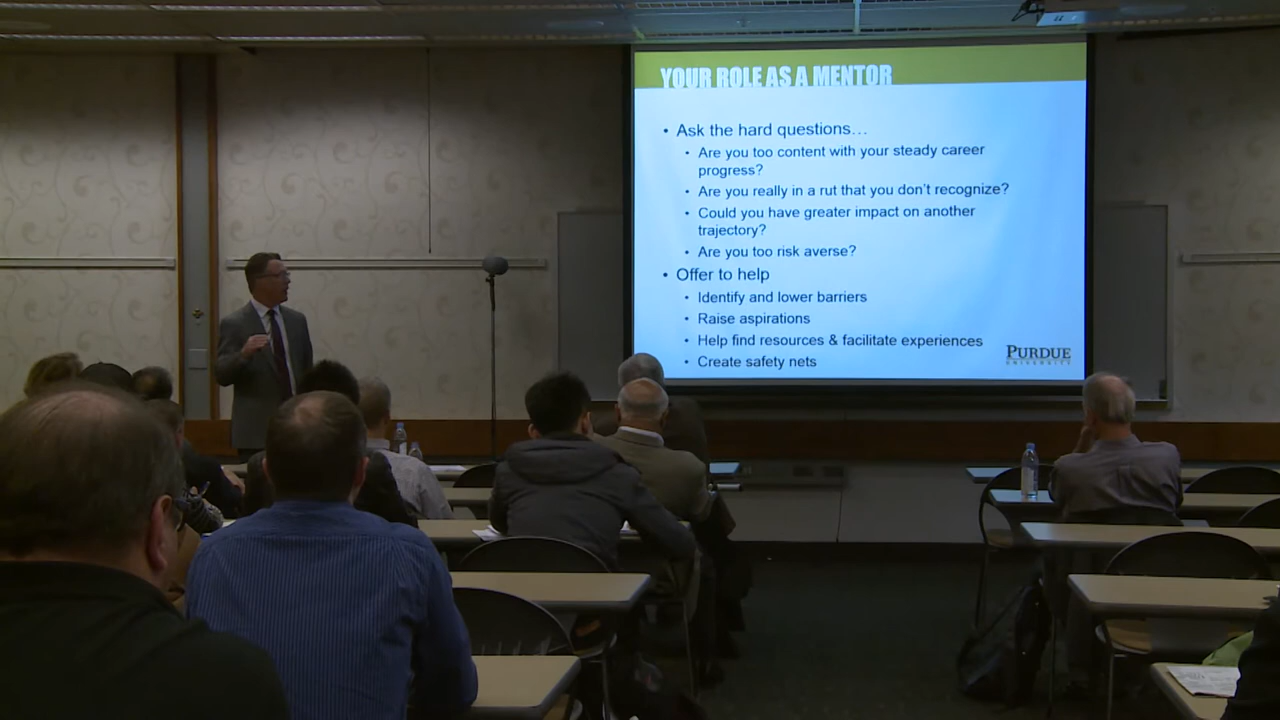 YOUR ROLE AS A MENTOR
• Ask the hard questions…
• Are you too content with your steady career
progress?
• Are you really in a rut that you don't recognize?
• Could you have greater impact on another
trajectory?
• Are you too risk averse?
• Offer to help
• Identify and lower barriers
• Raise aspirations
• Help find resources & facilitate experiences
• Create safety nets
PURDUE
UNIVERSITY